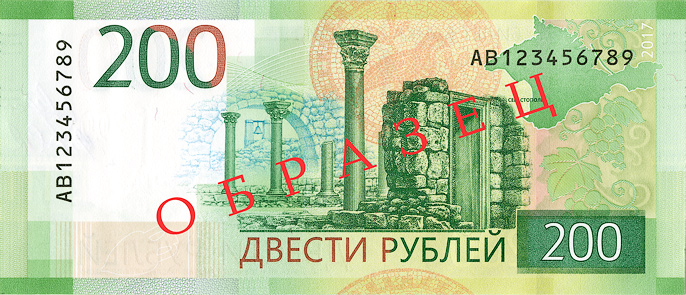 200
АВ123456789
АВ123456789
2017
СЕВАСТОПОЛЬ
ОБРАЗЕЦ
ДВЕСТИ РУБЛЕЙ
200